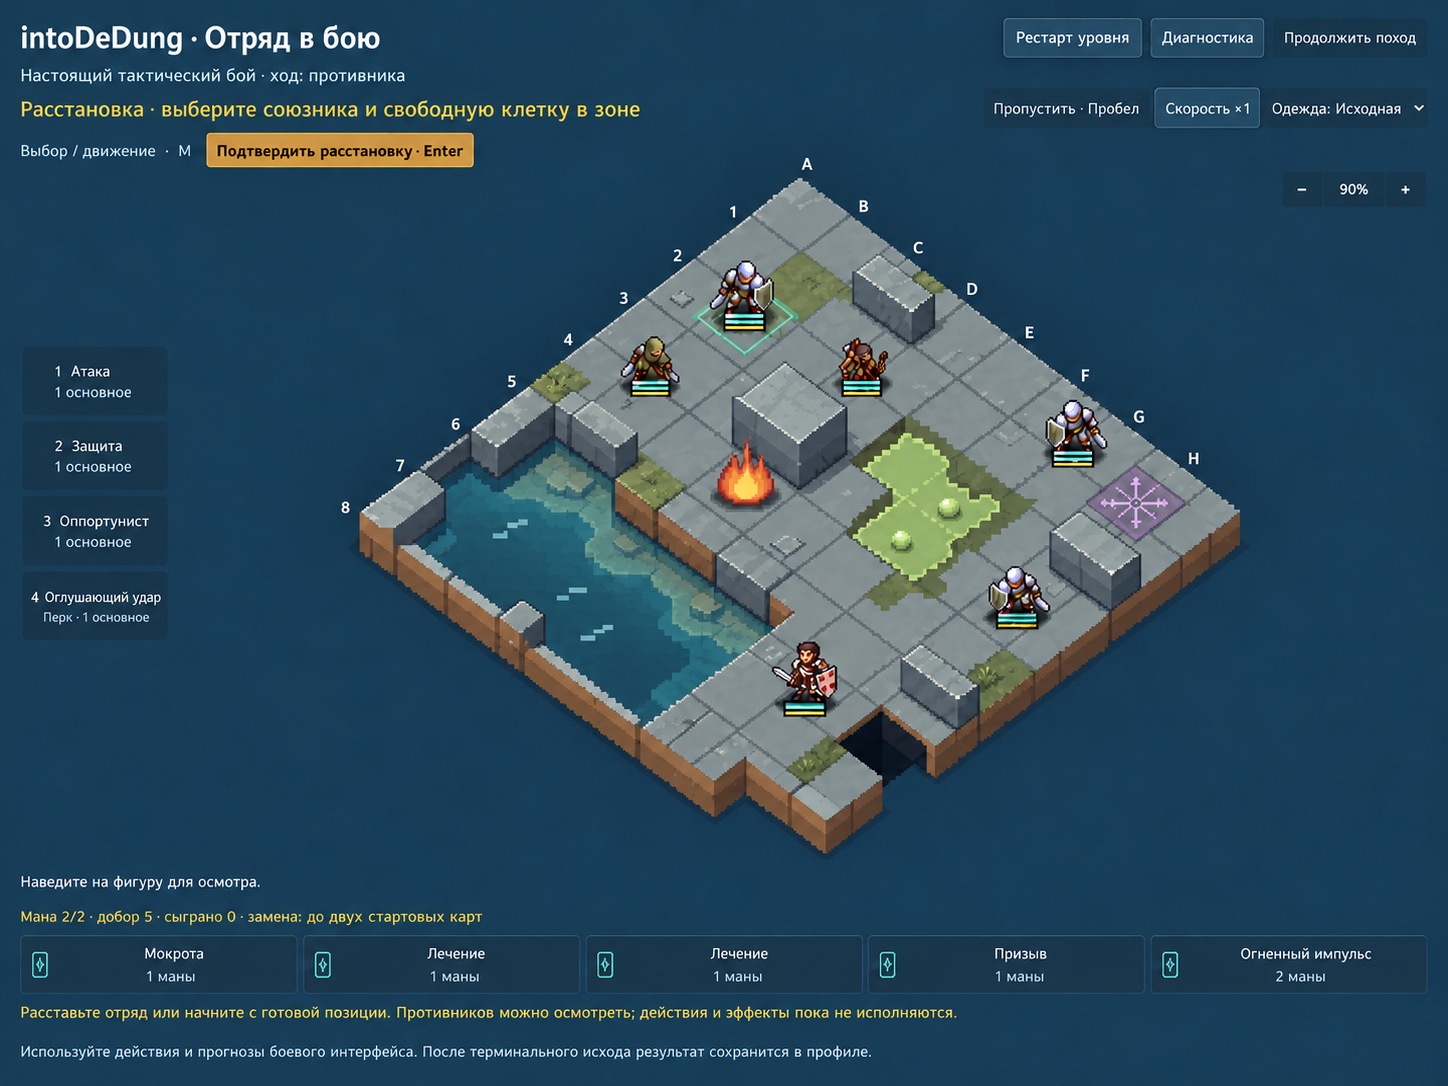 intoDeDung · Отряд в бою
Рестарт уровня
Диагностика
Продолжить поход
Настоящий тактический бой · ход: противника
Расстановка · выберите союзника и свободную клетку в зоне
Пропустить · Пробел
Скорость ×1
Одежда: Исходная
Выбор / движение · M
Подтвердить расстановку · Enter
− 90% +
A
B
C
D
E
F
G
H
1
2
3
4
5
6
7
8
1 Атака
1 основное
2 Защита
1 основное
3 Оппортунист
1 основное
4 Оглушающий удар
Перк · 1 основное
Наведите на фигуру для осмотра.
Мана 2/2 · добор 5 · сыграно 0 · замена: до двух стартовых карт
Мокрота
1 маны
Лечение
1 маны
Лечение
1 маны
Призыв
1 маны
Огненный импульс
2 маны
Расставьте отряд или начните с готовой позиции. Противников можно осмотреть; действия и эффекты пока не исполняются.
Используйте действия и прогнозы боевого интерфейса. После терминального исхода результат сохранится в профиле.